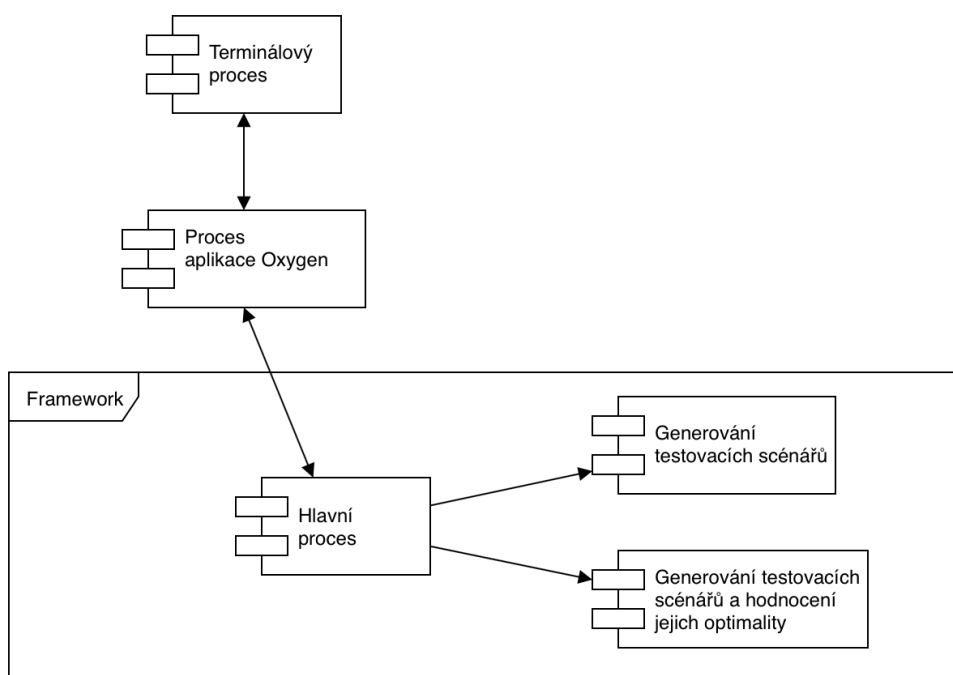 Terminálový
proces
Proces
aplikace Oxygen
Framework
Generování
testovacích scénářů
Hlavní
proces
Generování testovacích
scénářů a hodnocení
jejich optimality